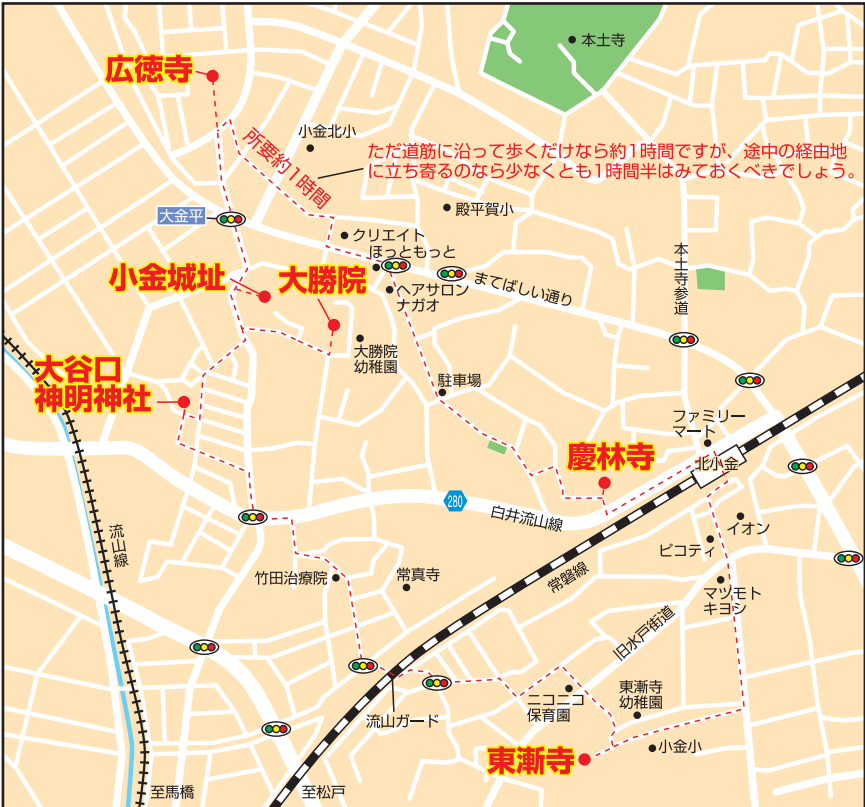 本土寺
広徳寺
小金北小
所要約1時間
ただ道筋に沿って歩くだけなら約1時間ですが、途中の経由地
に立ち寄るのなら少なくとも1時間半はみておくべきでしょう。
大金平
殿平賀小
クリエイト
ほっともっと
本土寺参道
小金城址
大勝院
ヘアサロン
ナガオ
まてばしい通り
大勝院
幼稚園
大谷口
神明神社
駐車場
ファミリー
マート
慶林寺
北小金
280
白井流山線
イオン
ピコティ
流山線
竹田治療院
常真寺
常磐線
マツモト
キヨシ
旧水戸街道
ニコニコ
保育園
東漸寺
幼稚園
流山ガード
小金小
東漸寺
至馬橋
至松戸